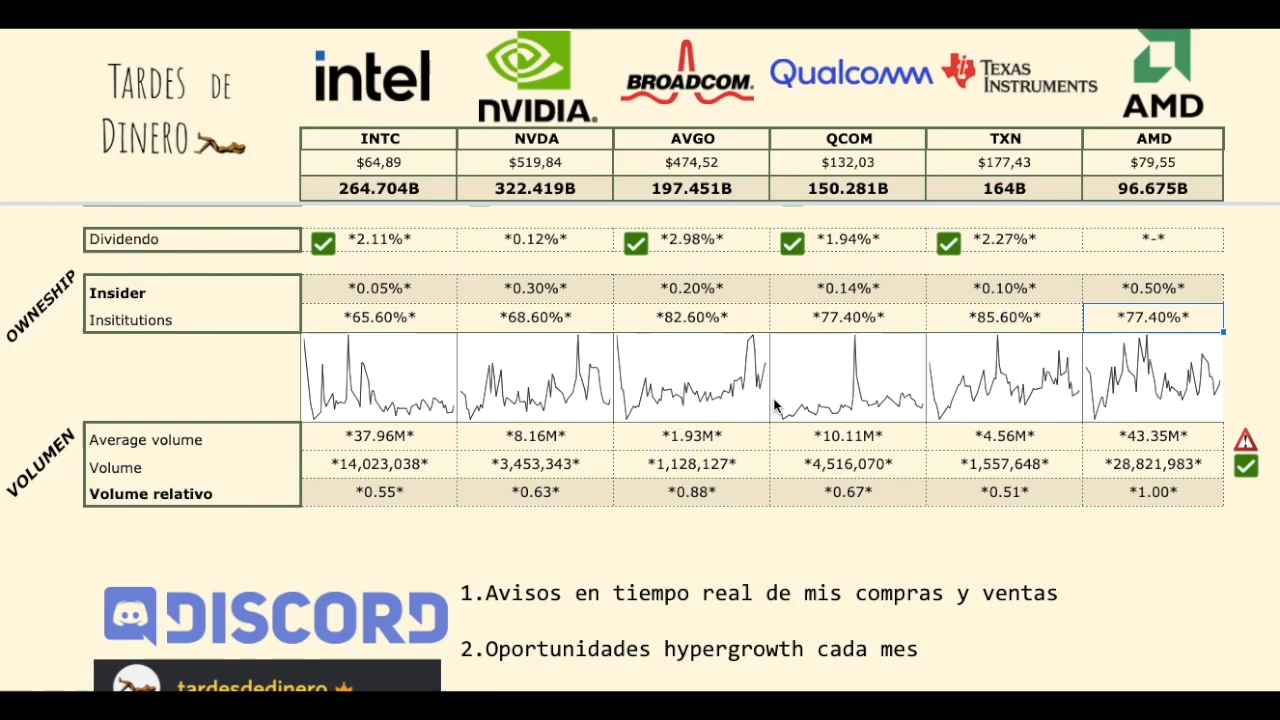 TARDES DE
DINERO
intel
NVIDIA.
BROADCOM.
Qualcomm
TEXAS
INSTRUMENTS
AMD
INTC NVDA AVGO QCOM TXN AMD
$64,89 $519,84 $474,52 $132,03 $177,43 $79,55
264.704B 322.419B 197.451B 150.281B 164B 96.675B
Dividendo *2.11%* *0.12%* *2.98%* *1.94%* *2.27%* *-*
OWNESHIP
Insider *0.05%* *0.30%* *0.20%* *0.14%* *0.10%* *0.50%*
Insititutions *65.60%* *68.60%* *82.60%* *77.40%* *85.60%* *77.40%*
VOLUMEN
Average volume *37.96M* *8.16M* *1.93M* *10.11M* *4.56M* *43.35M*
Volume *14,023,038* *3,453,343* *1,128,127* *4,516,070* *1,557,648* *28,821,983*
Volume relativo *0.55* *0.63* *0.88* *0.67* *0.51* *1.00*
DISCORD
1.Avisos en tiempo real de mis compras y ventas
2.Oportunidades hypergrowth cada mes
tardesdedinero